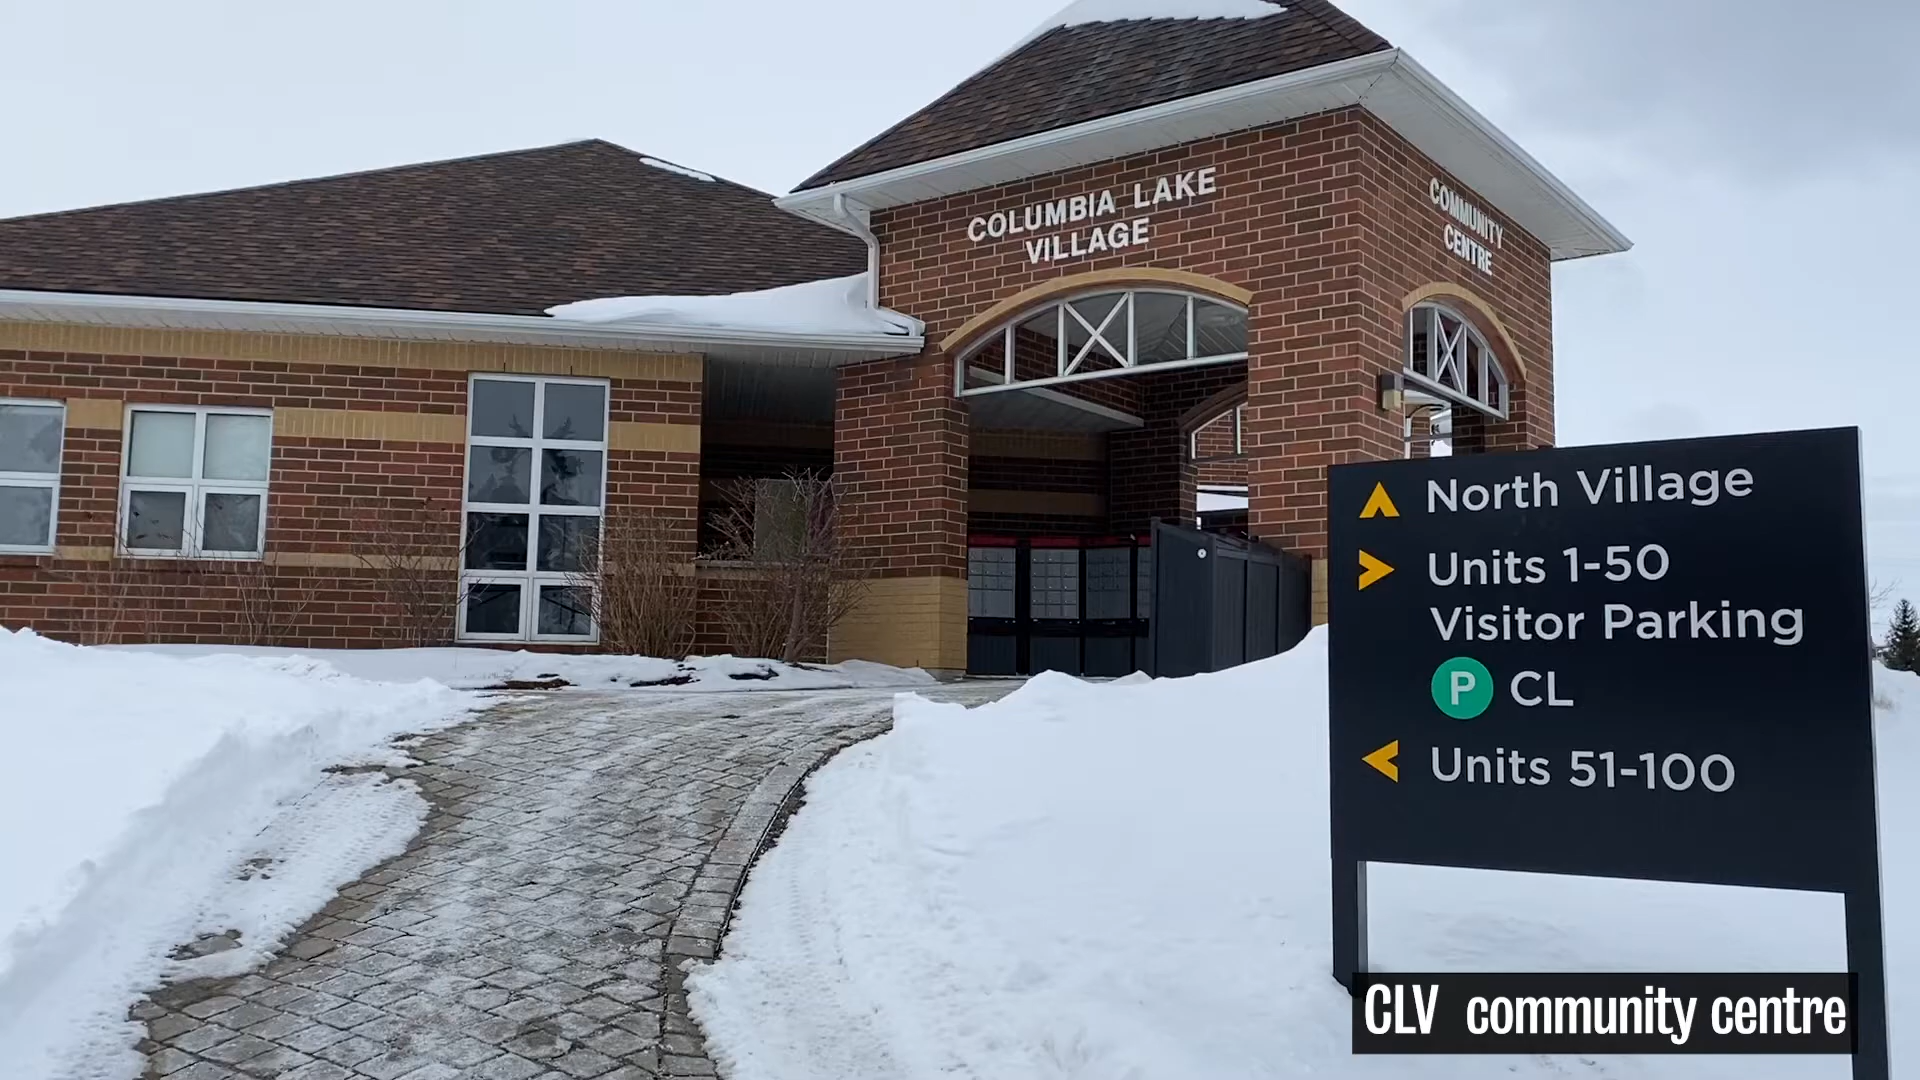 COLUMBIA LAKE
VILLAGE
COMMUNITY
CENTRE
North Village
Units 1-50
Visitor Parking
P CL
Units 51-100
CLV community centre